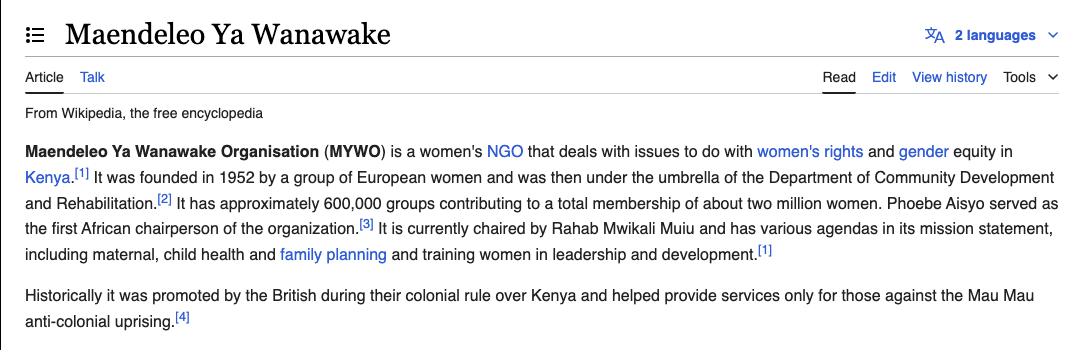 Maendeleo Ya Wanawake
2 languages
Article Talk Read Edit View history Tools
From Wikipedia, the free encyclopedia
Maendeleo Ya Wanawake Organisation (MYWO) is a women's NGO that deals with issues to do with women's rights and gender equity in
Kenya.[1] It was founded in 1952 by a group of European women and was then under the umbrella of the Department of Community Development
and Rehabilitation.[2] It has approximately 600,000 groups contributing to a total membership of about two million women. Phoebe Aisyo served as
the first African chairperson of the organization.[3] It is currently chaired by Rahab Mwikali Muiu and has various agendas in its mission statement,
including maternal, child health and family planning and training women in leadership and development.[1]
Historically it was promoted by the British during their colonial rule over Kenya and helped provide services only for those against the Mau Mau
anti-colonial uprising.[4]